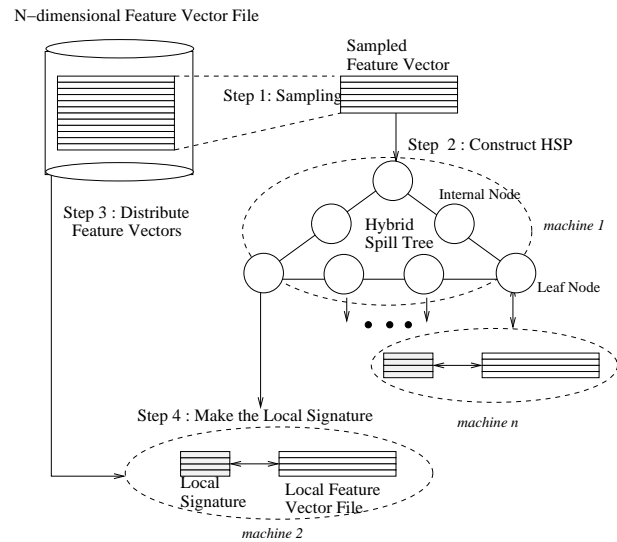 N−dimensional Feature Vector File
Sampled
Feature Vector
Step 1: Sampling
Step 2 : Construct HSP
Internal Node
Step 3 : Distribute
Feature Vectors
Hybrid
Spill Tree
machine 1
Leaf Node
Step 4 : Make the Local Signature
machine n
Local
Signature
Local Feature
Vector File
machine 2